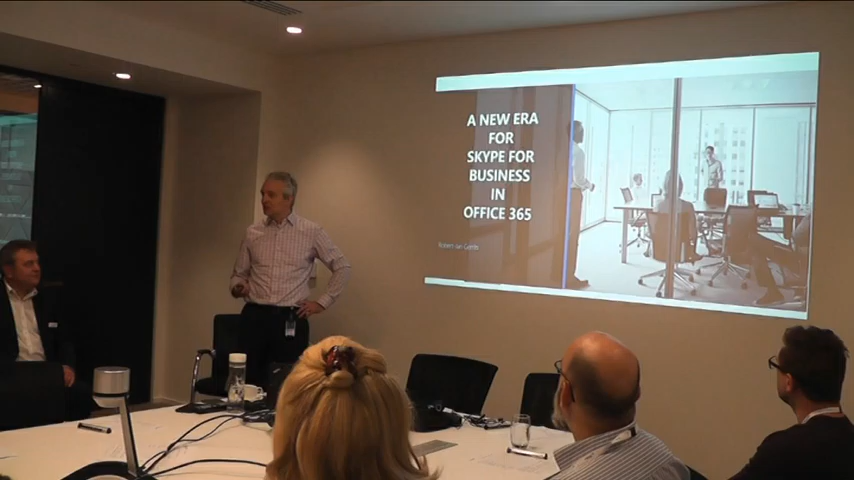 A NEW ERA
FOR
SKYPE FOR
BUSINESS
IN
OFFICE 365